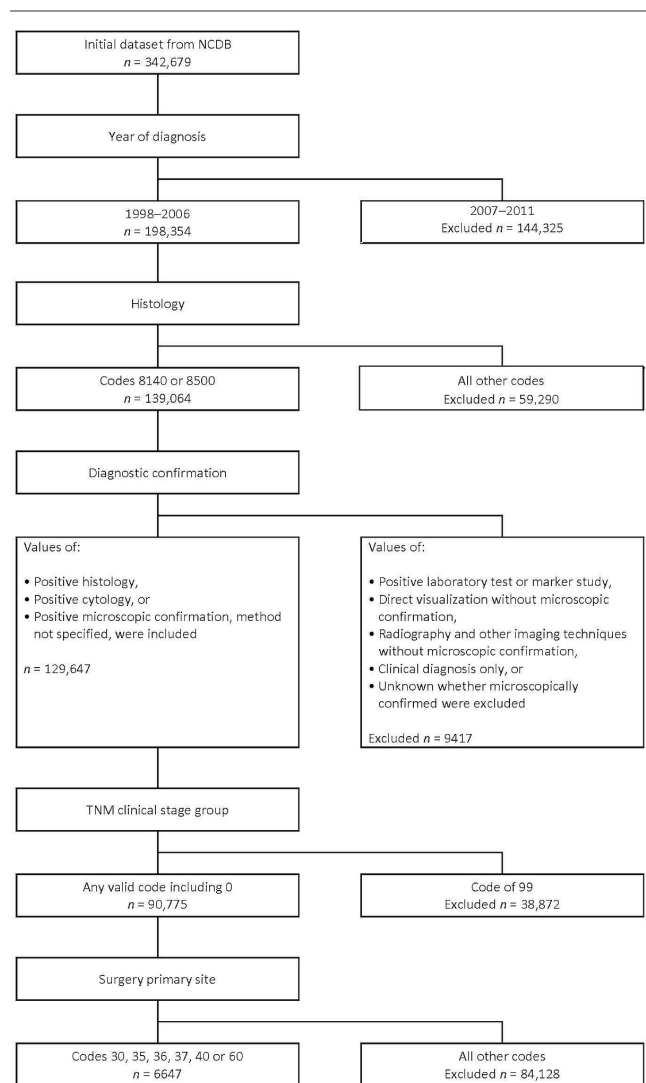 Initial dataset from NCDB
n = 342,679
Year of diagnosis
1998–2006
n = 198,354
2007–2011
Excluded n = 144,325
Histology
Codes 8140 or 8500
n = 139,064
All other codes
Excluded n = 59,290
Diagnostic confirmation
Values of:
• Positive histology,
• Positive cytology, or
• Positive microscopic confirmation, method
not specified, were included
n = 129,647
Values of:
• Positive laboratory test or marker study,
• Direct visualization without microscopic
confirmation,
• Radiography and other imaging techniques
without microscopic confirmation,
• Clinical diagnosis only, or
• Unknown whether microscopically
confirmed were excluded
Excluded n = 9417
TNM clinical stage group
Any valid code including 0
n = 90,775
Code of 99
Excluded n = 38,872
Surgery primary site
Codes 30, 35, 36, 37, 40 or 60
n = 6647
All other codes
Excluded n = 84,128